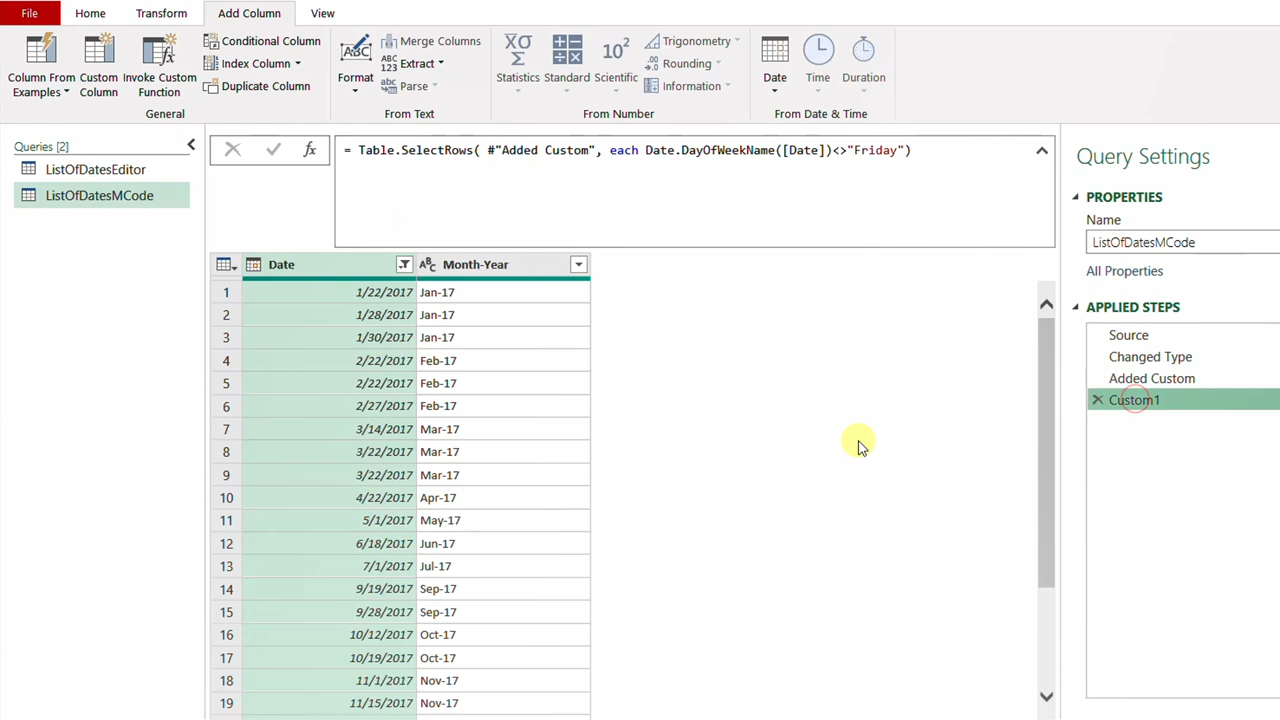 File Home Transform Add Column View
Column From Examples
Custom Column
Invoke Custom Function
Conditional Column
Index Column
Duplicate Column
General
ABC
Format
Merge Columns
ABC 123 Extract
abc Parse
From Text
XΣ
Statistics
Standard
10²
Scientific
Trigonometry
Rounding
.00
Information
From Number
Date
Time
Duration
From Date & Time
Queries [2]
ListOfDatesEditor
ListOfDatesMCode
fx
= Table.SelectRows( #"Added Custom", each Date.DayOfWeekName([Date])<>"Friday")
Date ABC Month-Year
1 1/22/2017 Jan-17
2 1/28/2017 Jan-17
3 1/30/2017 Jan-17
4 2/22/2017 Feb-17
5 2/22/2017 Feb-17
6 2/27/2017 Feb-17
7 3/14/2017 Mar-17
8 3/22/2017 Mar-17
9 3/22/2017 Mar-17
10 4/22/2017 Apr-17
11 5/1/2017 May-17
12 6/18/2017 Jun-17
13 7/1/2017 Jul-17
14 9/19/2017 Sep-17
15 9/28/2017 Sep-17
16 10/12/2017 Oct-17
17 10/19/2017 Oct-17
18 11/1/2017 Nov-17
19 11/15/2017 Nov-17
Query Settings
PROPERTIES
Name
ListOfDatesMCode
All Properties
APPLIED STEPS
Source
Changed Type
Added Custom
Custom1